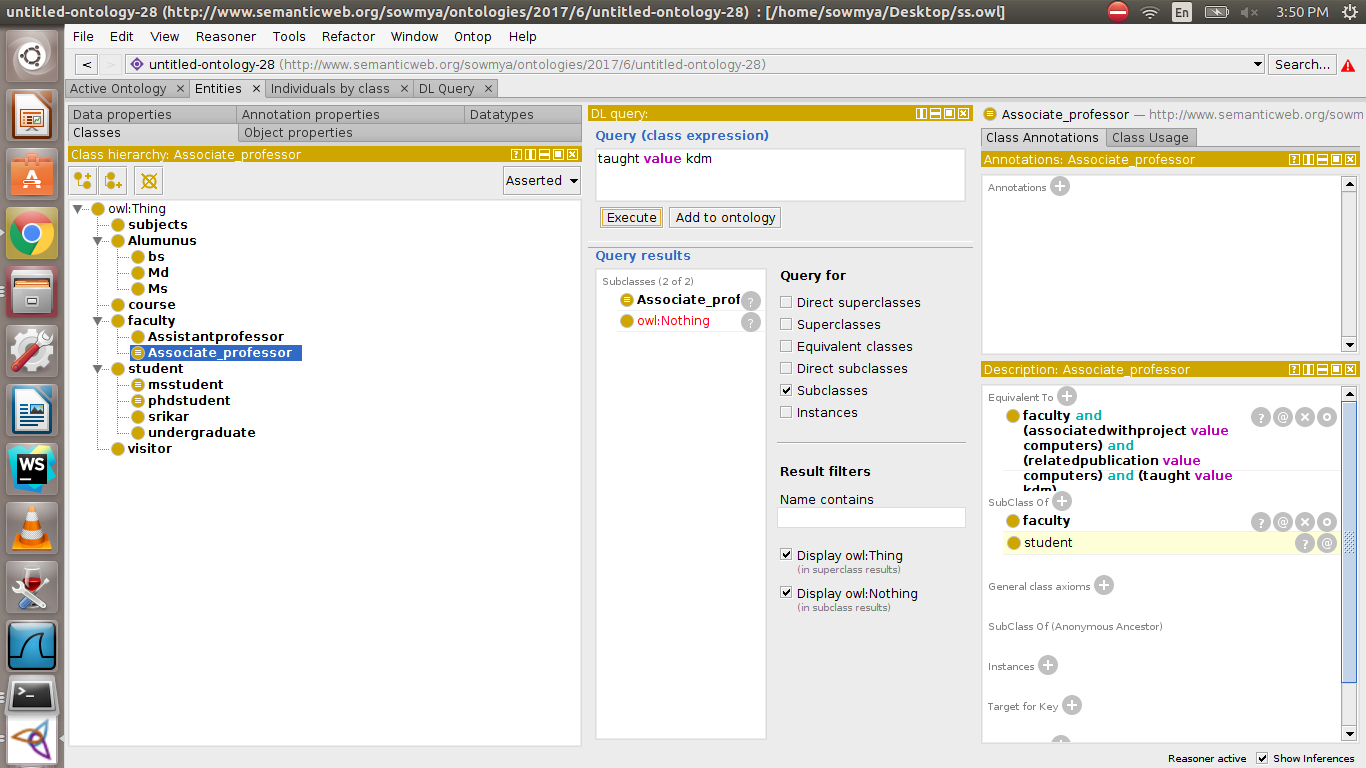 untitled-ontology-28 (http://www.semanticweb.org/sowmya/ontologies/2017/6/untitled-ontology-28) : [/home/sowmya/Desktop/ss.owl]
En
3:50 PM
File Edit View Reasoner Tools Refactor Window Ontop Help
< untitled-ontology-28 (http://www.semanticweb.org/sowmya/ontologies/2017/6/untitled-ontology-28) Search...
Active Ontology × Entities × Individuals by class × DL Query ×
Data properties Annotation properties Datatypes
Classes Object properties
Class hierarchy: Associate_professor
Asserted
owl:Thing
subjects
Alumunus
bs
Md
Ms
course
faculty
Assistantprofessor
Associate_professor
student
msstudent
phdstudent
srikar
undergraduate
visitor
DL query:
Query (class expression)
taught value kdm
Execute Add to ontology
Query results
Subclasses (2 of 2)
Associate_prof ?
owl:Nothing ?
Query for
Direct superclasses
Superclasses
Equivalent classes
Direct subclasses
Subclasses
Instances
Result filters
Name contains
Display owl:Thing
(in superclass results)
Display owl:Nothing
(in subclass results)
Associate_professor — http://www.semanticweb.org/sowm
Class Annotations Class Usage
Annotations: Associate_professor
Annotations +
Description: Associate_professor
Equivalent To +
faculty and ? @ × o
(associatedwithproject value
computers) and
(relatedpublication value
computers) and (taught value
kdm)
SubClass Of +
faculty ? @ × o
student ? @
General class axioms +
SubClass Of (Anonymous Ancestor)
Instances +
Target for Key +
Reasoner active Show Inferences
WS